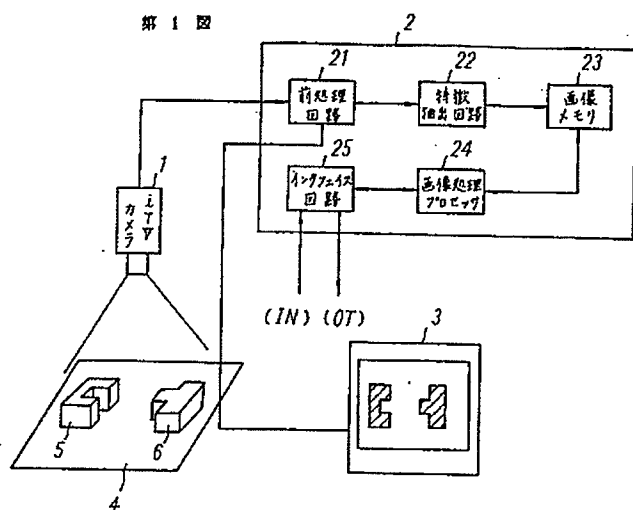 第 1 図
2
21
22
23
前処理
回路
特徴
抽出回路
画像
メモリ
25
24
インタフェイス
回路
画像処理
プロセッサ
1
iTV
カメラ
(IN) (OT)
3
5
6
4